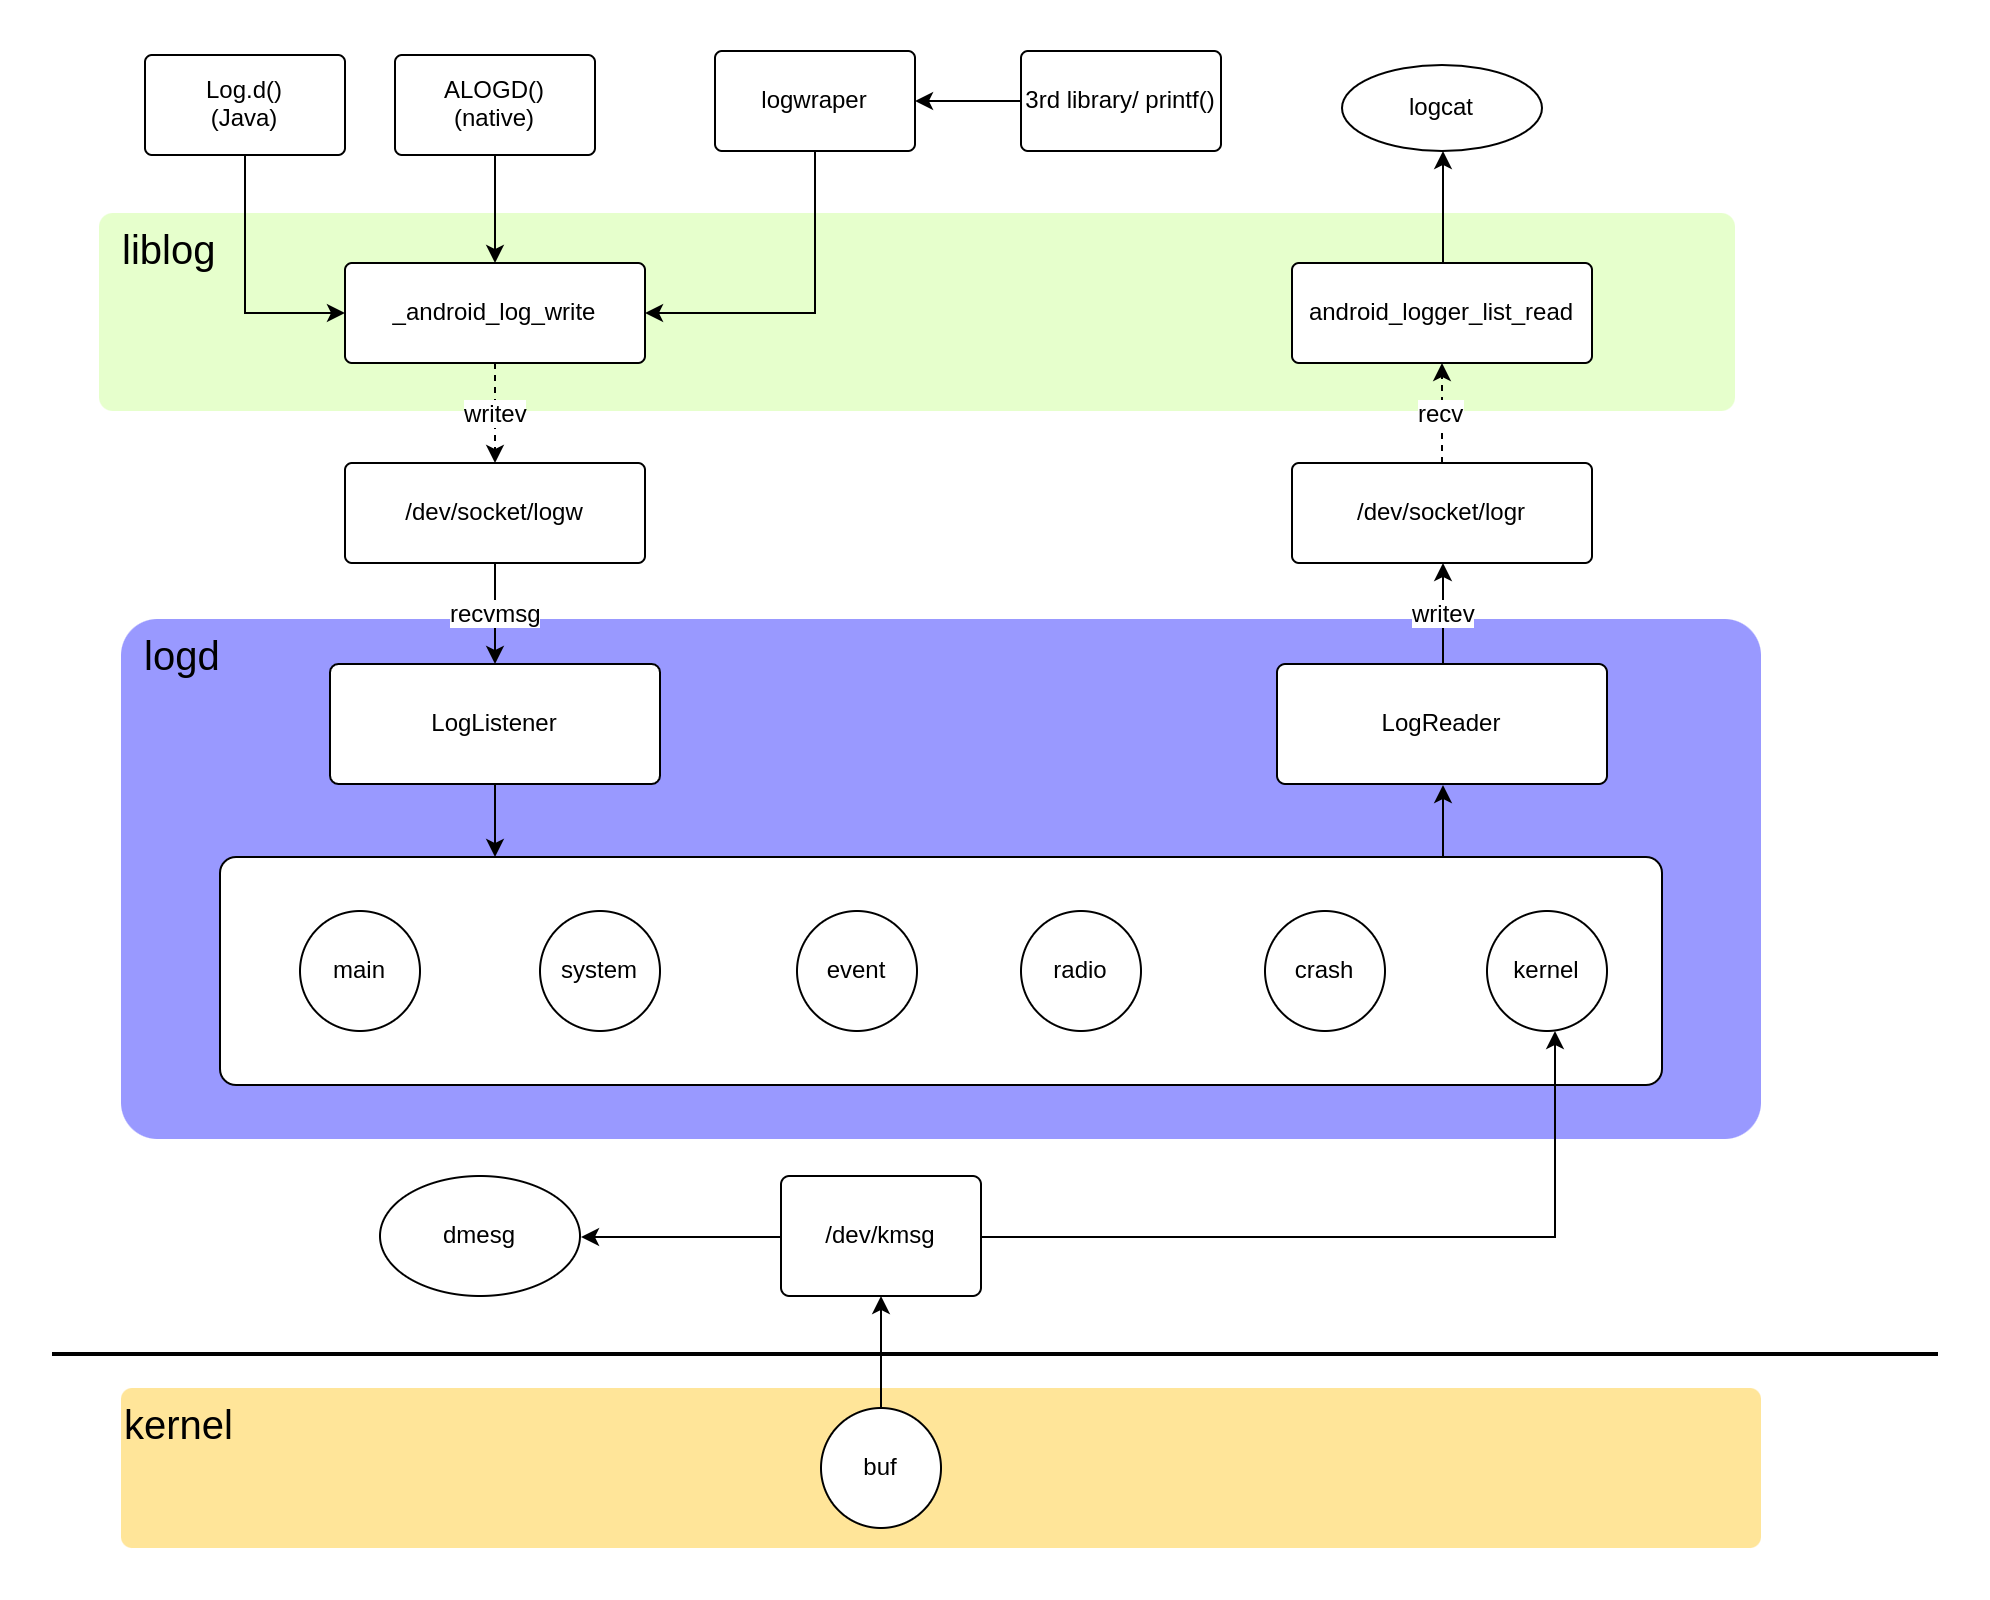 Log.d()
(Java)
ALOGD()
(native)
logwraper
3rd library/ printf()
logcat
liblog
_android_log_write
android_logger_list_read
writev
recv
/dev/socket/logw
/dev/socket/logr
recvmsg
writev
logd
LogListener
LogReader
main
system
event
radio
crash
kernel
dmesg
/dev/kmsg
kernel
buf